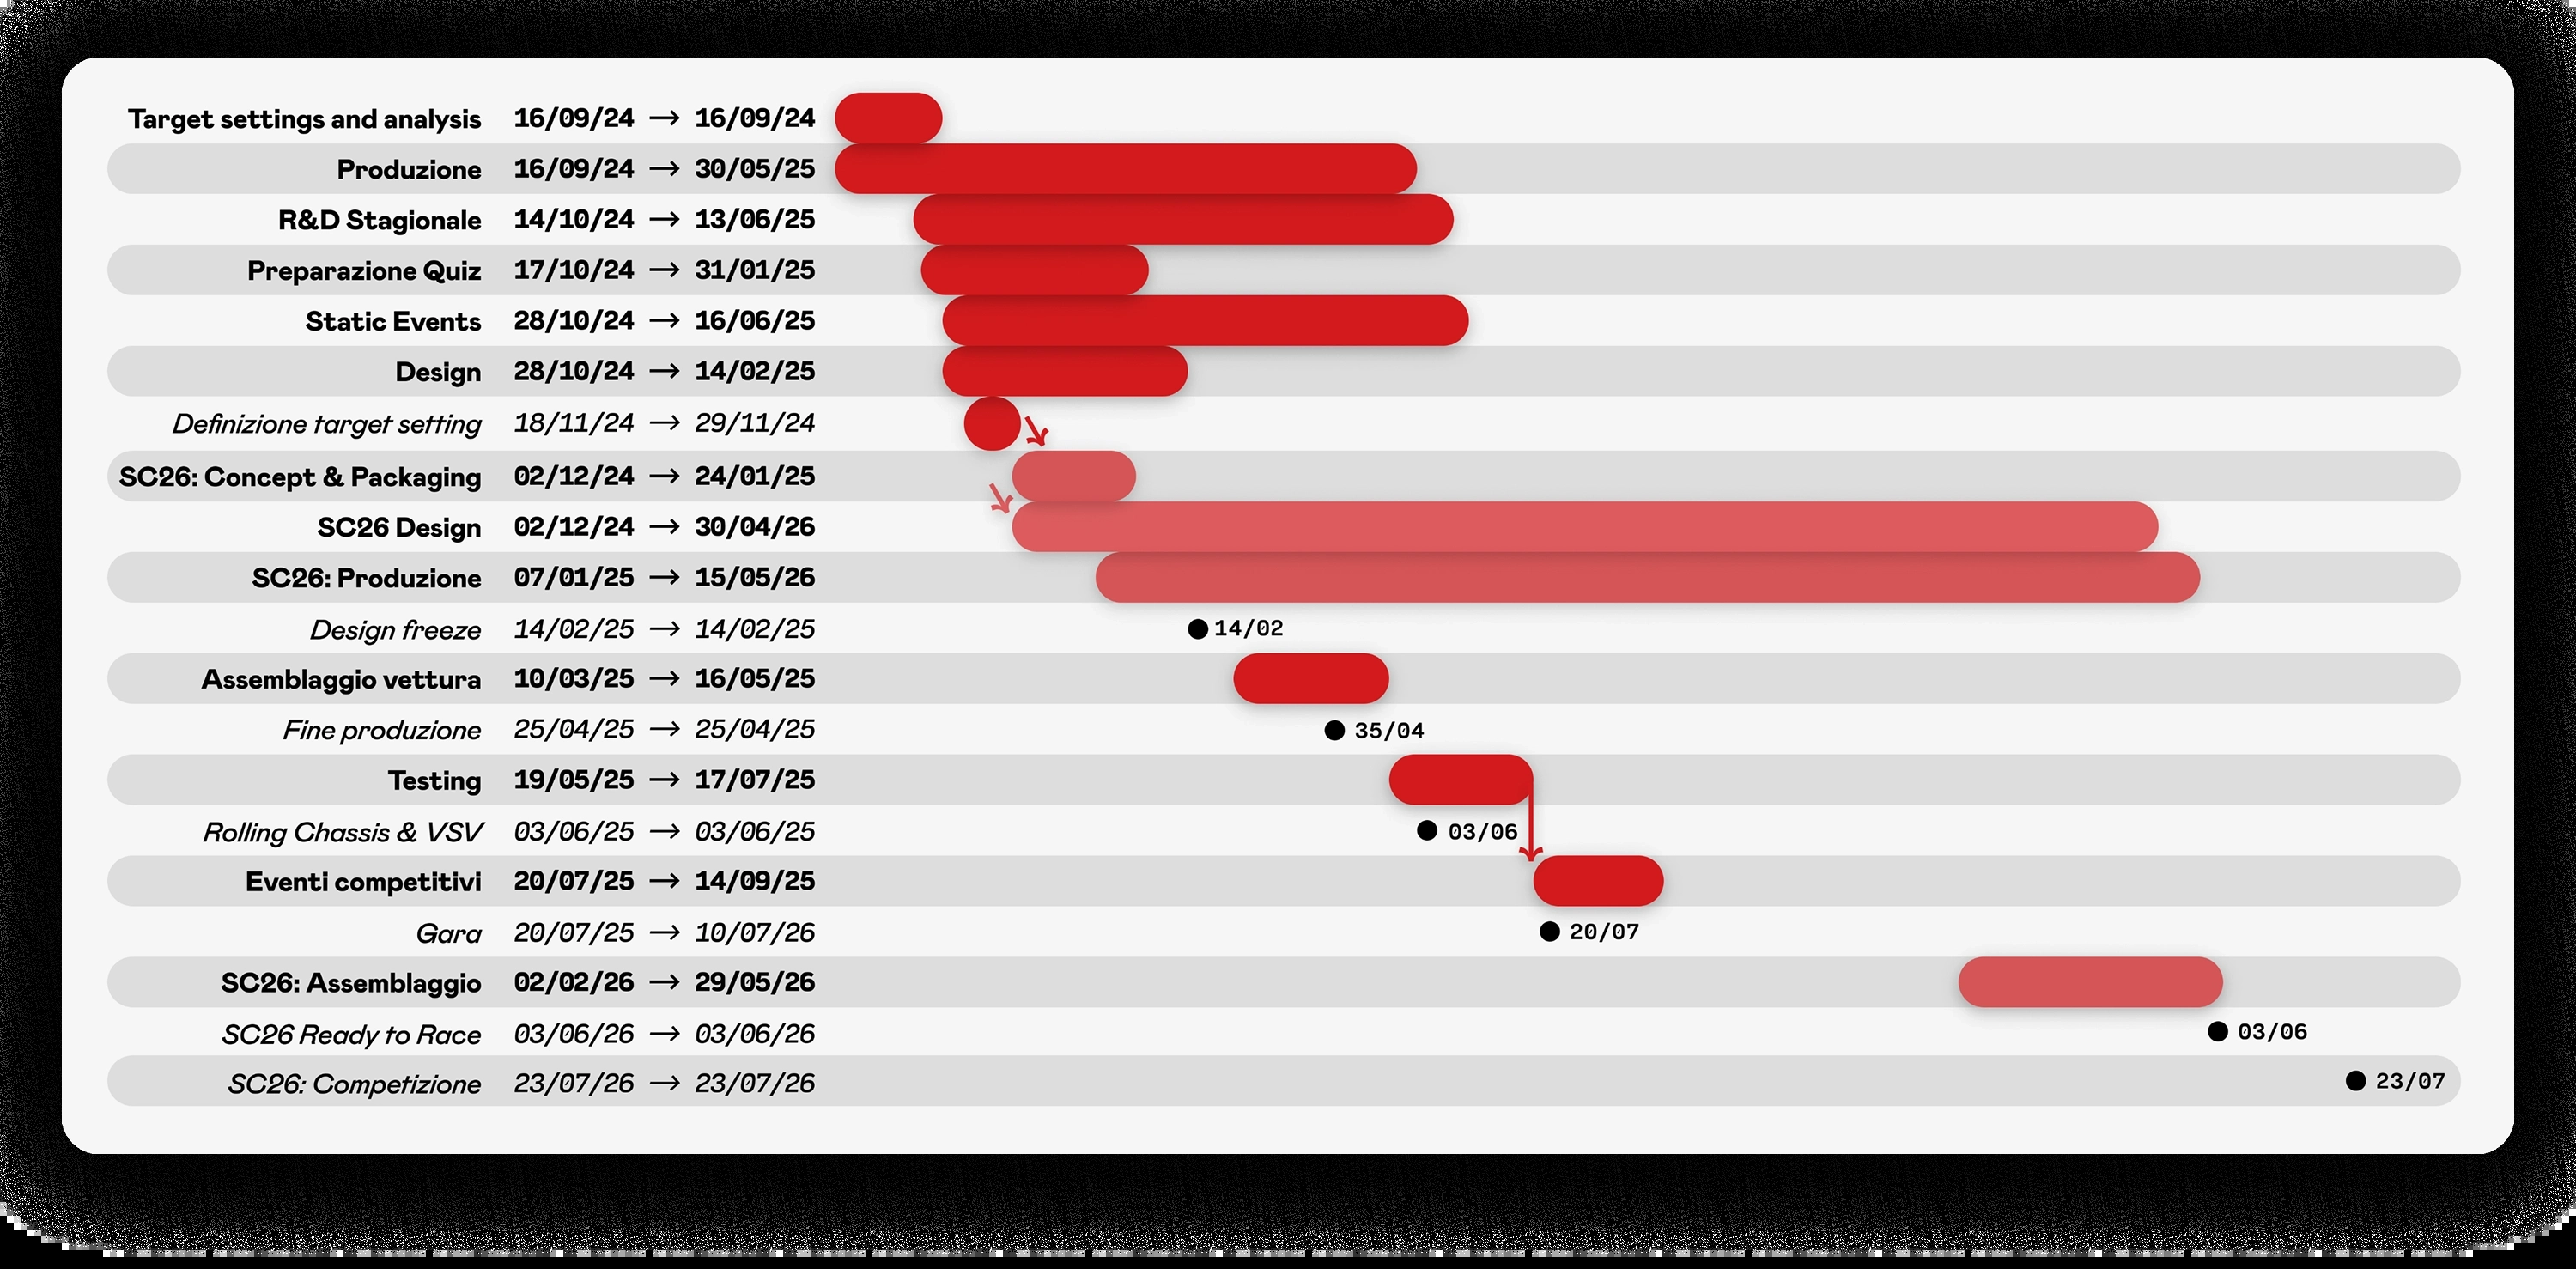 Target settings and analysis 16/09/24 → 16/09/24
Produzione 16/09/24 → 30/05/25
R&D Stagionale 14/10/24 → 13/06/25
Preparazione Quiz 17/10/24 → 31/01/25
Static Events 28/10/24 → 16/06/25
Design 28/10/24 → 14/02/25
Definizione target setting 18/11/24 → 29/11/24
SC26: Concept & Packaging 02/12/24 → 24/01/25
SC26 Design 02/12/24 → 30/04/26
SC26: Produzione 07/01/25 → 15/05/26
Design freeze 14/02/25 → 14/02/25 14/02
Assemblaggio vettura 10/03/25 → 16/05/25
Fine produzione 25/04/25 → 25/04/25 35/04
Testing 19/05/25 → 17/07/25
Rolling Chassis & VSV 03/06/25 → 03/06/25 03/06
Eventi competitivi 20/07/25 → 14/09/25
Gara 20/07/25 → 10/07/26 20/07
SC26: Assemblaggio 02/02/26 → 29/05/26
SC26 Ready to Race 03/06/26 → 03/06/26 03/06
SC26: Competizione 23/07/26 → 23/07/26 23/07